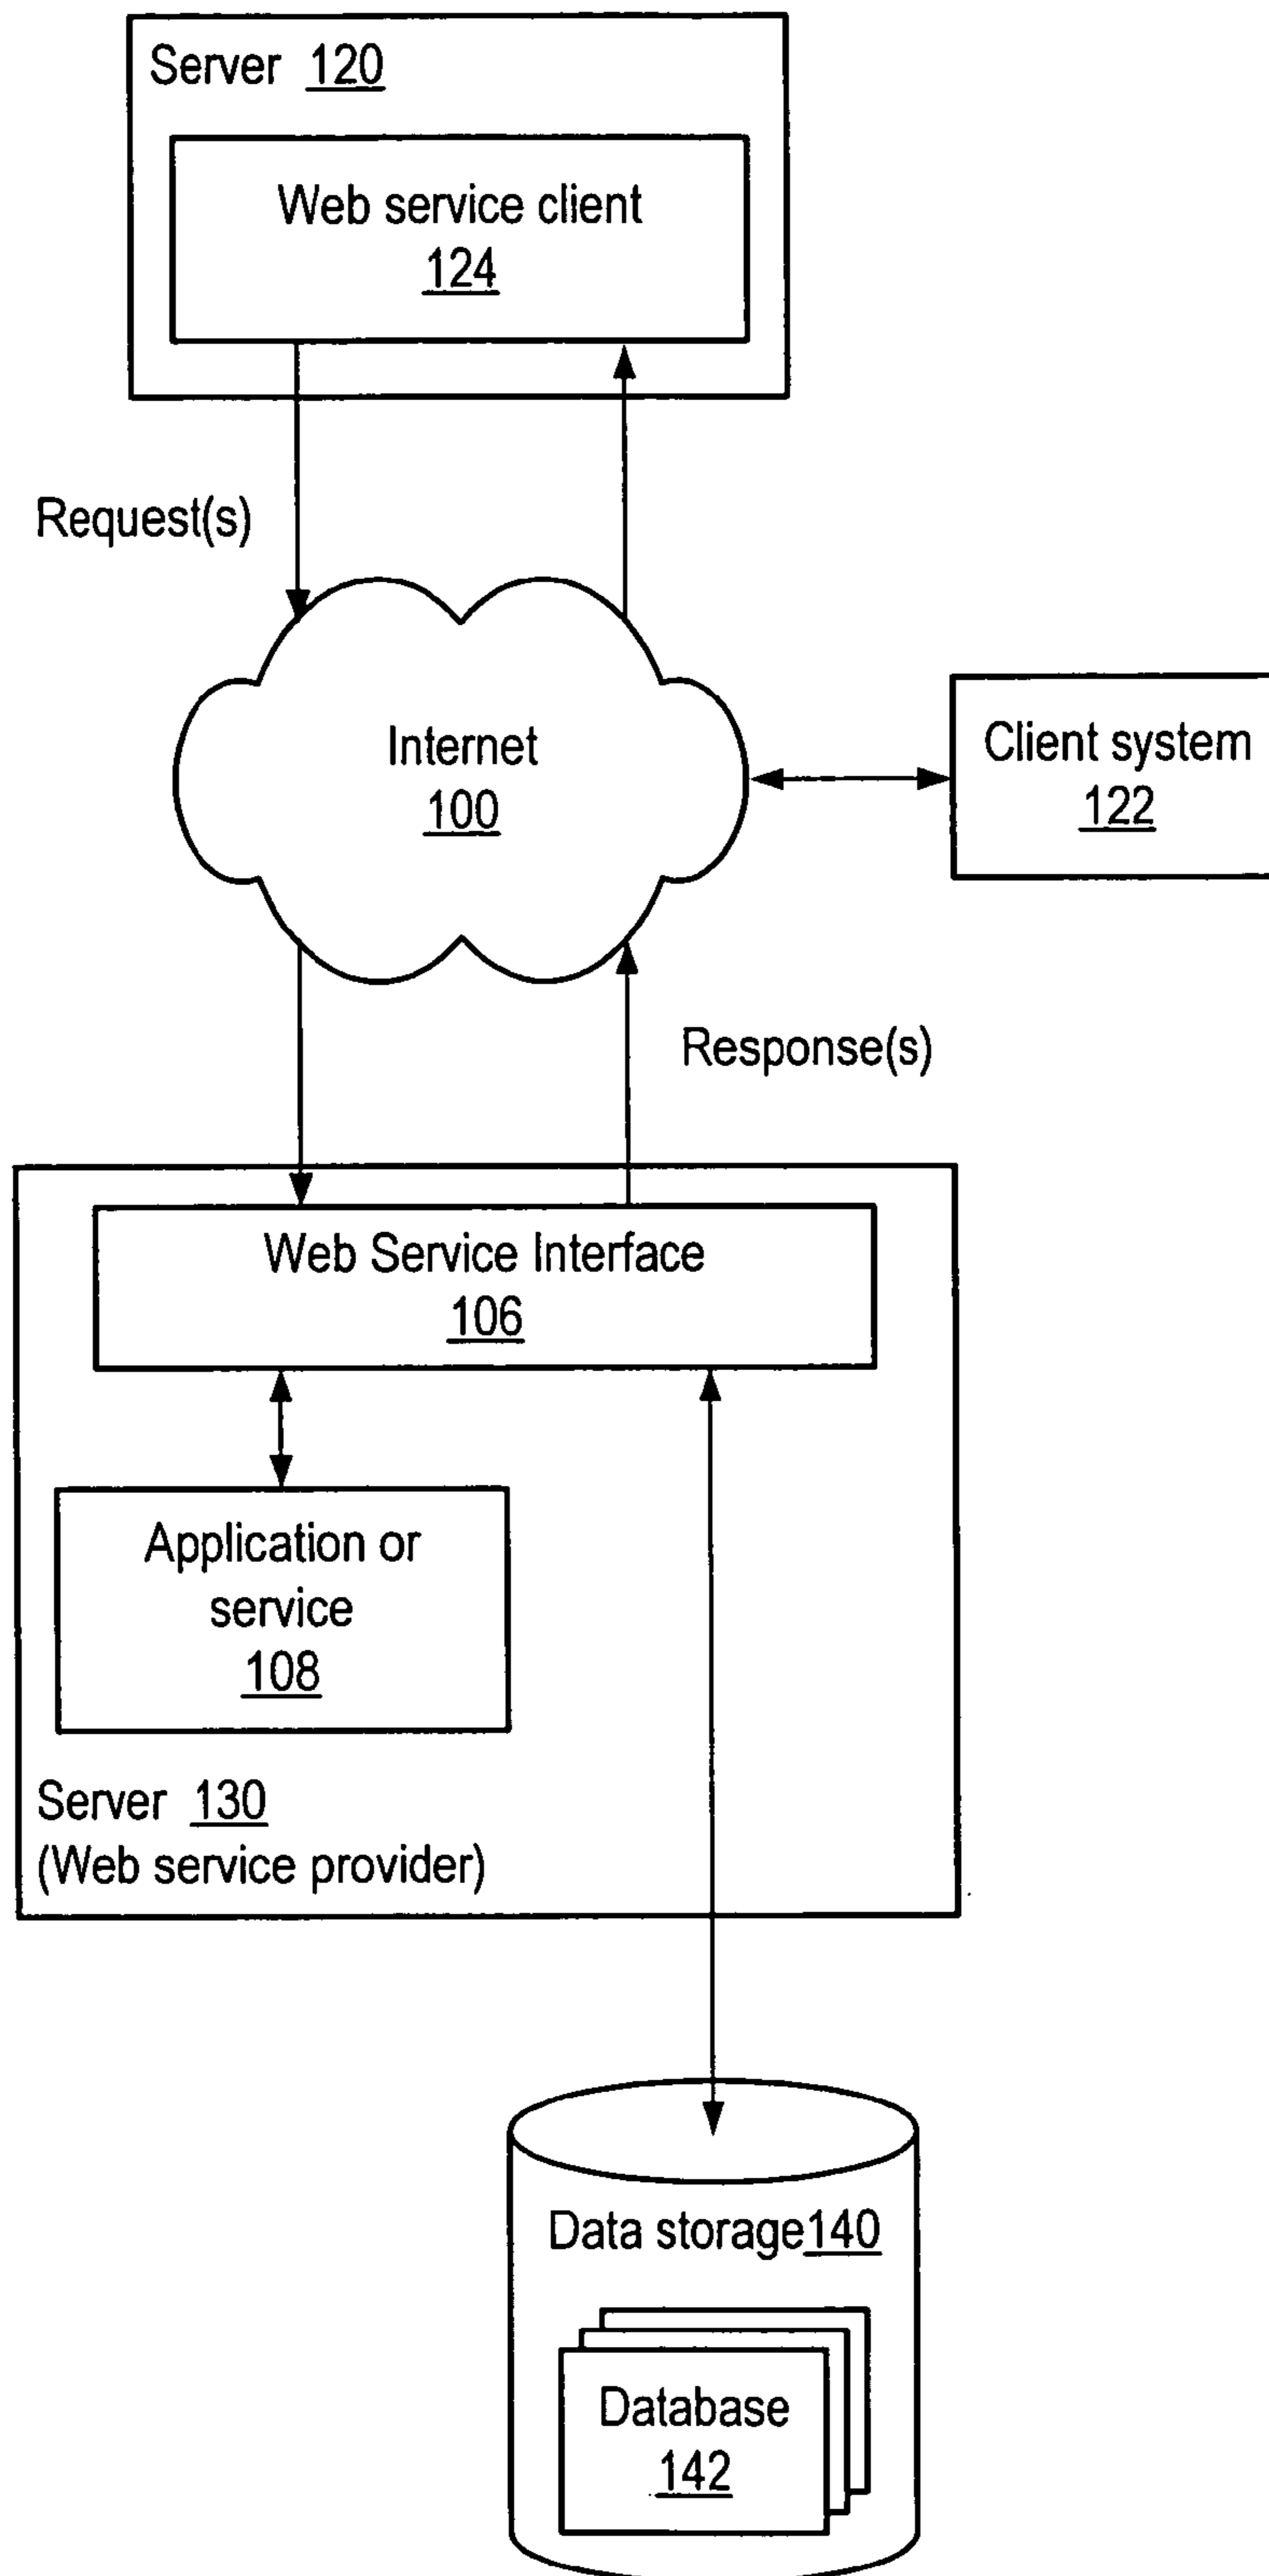 Server 120
Web service client
124
Request(s)
Internet
100
Client system
122
Response(s)
Web Service Interface
106
Application or
service
108
Server 130
(Web service provider)
Data storage140
Database
142